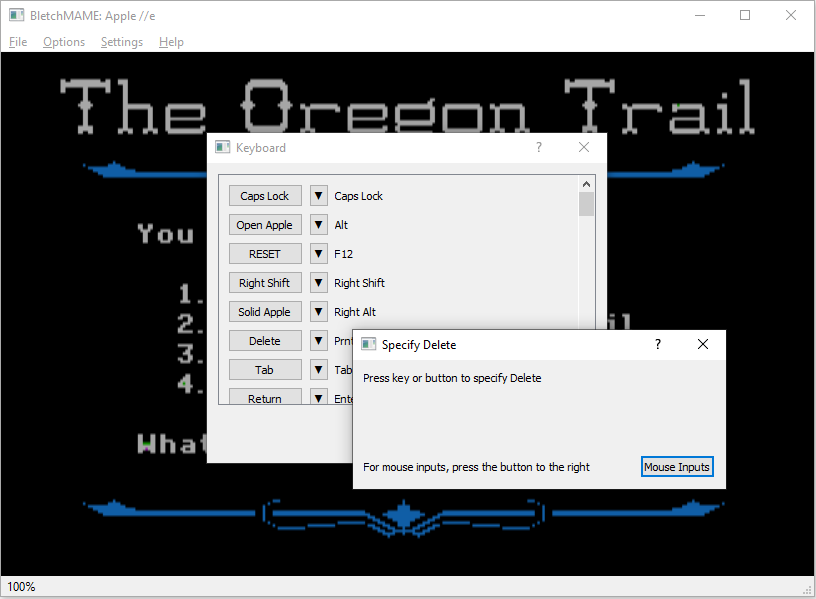 BletchMAME: Apple //e
File Options Settings Help
The Oregon Trail
Keyboard ?
Caps Lock ▼ Caps Lock
Open Apple ▼ Alt
You
RESET ▼ F12
Right Shift ▼ Right Shift
1.
Solid Apple ▼ Right Alt
2. il
Delete ▼ Prnt
3.
Tab ▼ Tab
4.
Return ▼ Ente
Specify Delete ?
Press key or button to specify Delete
What
For mouse inputs, press the button to the right Mouse Inputs
100%